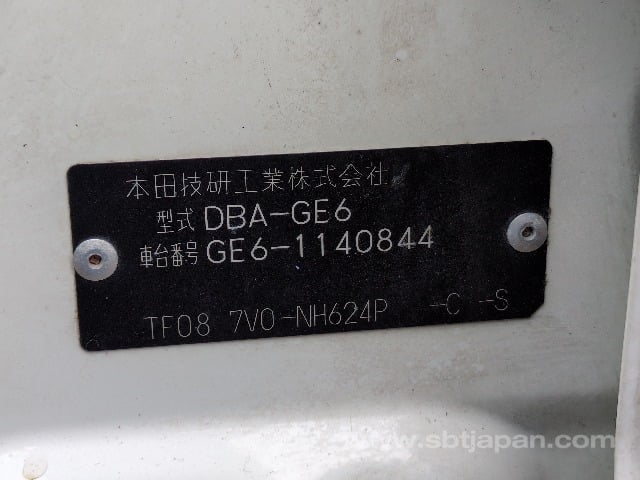 本田技研工業株式会社
型式 DBA-GE6
車台番号 GE6-1140844
TF08 7V0-NH624P --C --S
www.sbtjapan.com